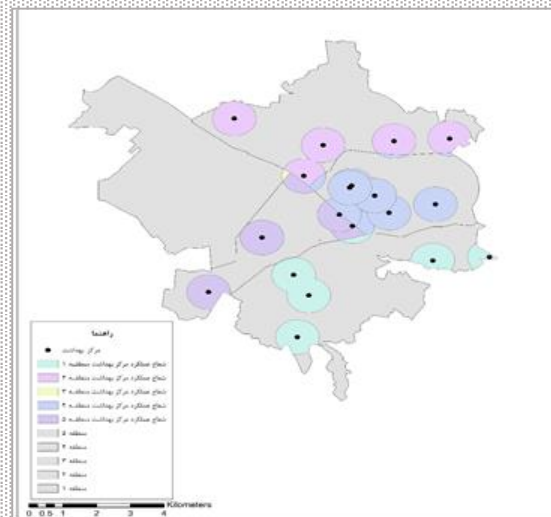 راهنما
مرکز بهداشت
شعاع عملکرد مرکز بهداشت منطقه ۱
شعاع عملکرد مرکز بهداشت منطقه ۲
شعاع عملکرد مرکز بهداشت منطقه ۳
شعاع عملکرد مرکز بهداشت منطقه ۴
شعاع عملکرد مرکز بهداشت منطقه ۵
منطقه ۵
منطقه ۴
منطقه ۳
منطقه ۲
منطقه ۱
Kilometers
0 0.5 1 2 3 4